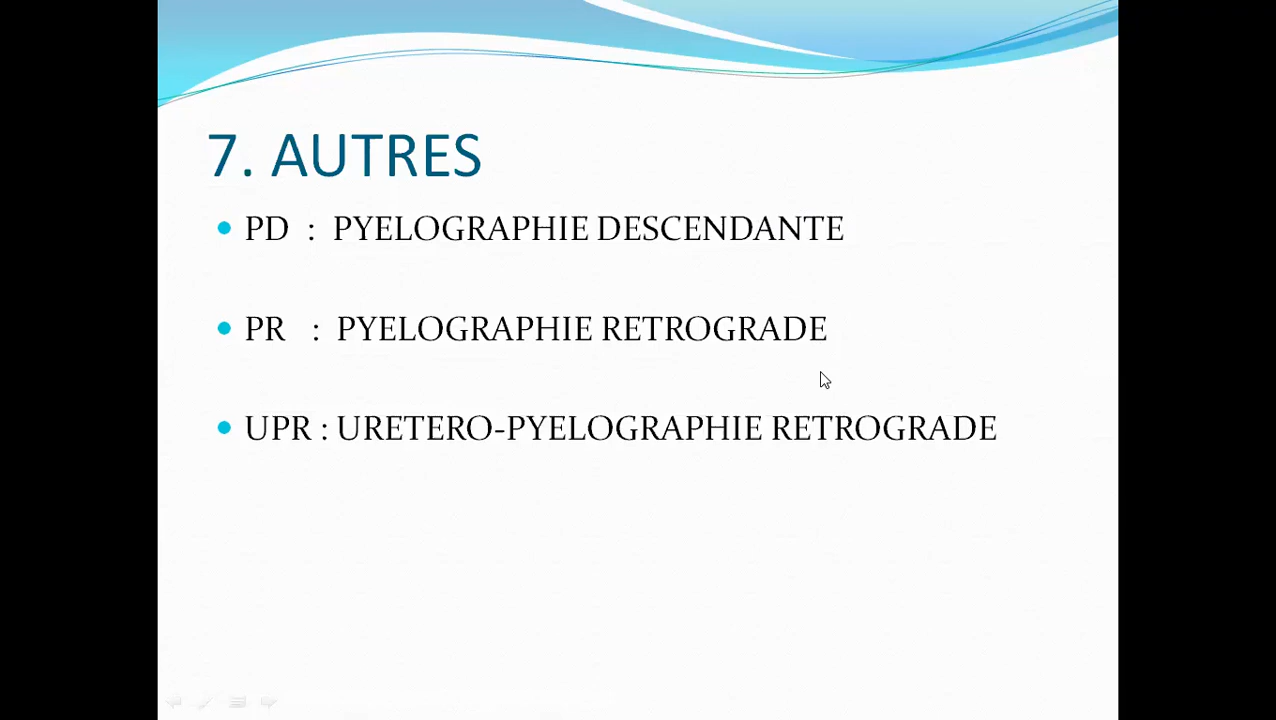 7. AUTRES
PD : PYELOGRAPHIE DESCENDANTE
PR : PYELOGRAPHIE RETROGRADE
UPR : URETERO-PYELOGRAPHIE RETROGRADE